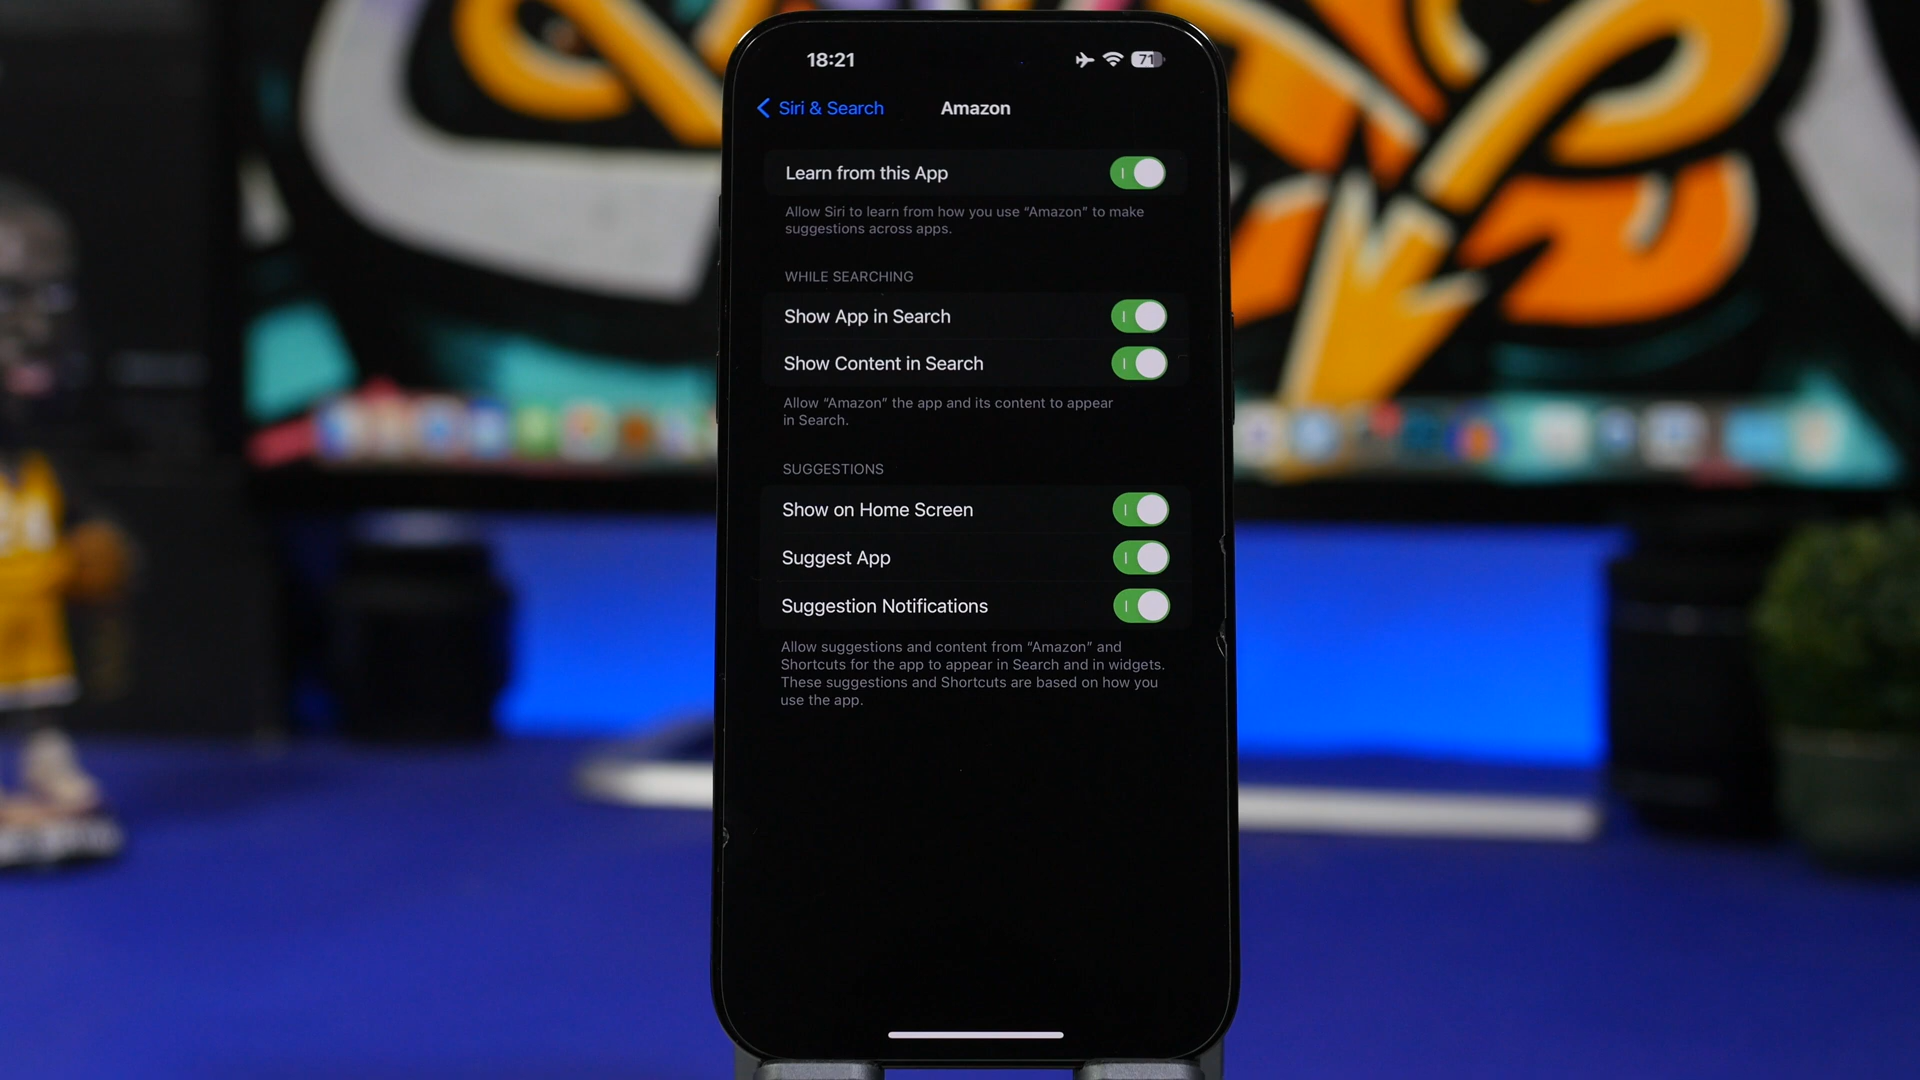 18:21
71
Siri & Search
Amazon
Learn from this App
Allow Siri to learn from how you use “Amazon” to make
suggestions across apps.
WHILE SEARCHING
Show App in Search
Show Content in Search
Allow “Amazon” the app and its content to appear
in Search.
SUGGESTIONS
Show on Home Screen
Suggest App
Suggestion Notifications
Allow suggestions and content from “Amazon” and
Shortcuts for the app to appear in Search and in widgets.
These suggestions and Shortcuts are based on how you
use the app.